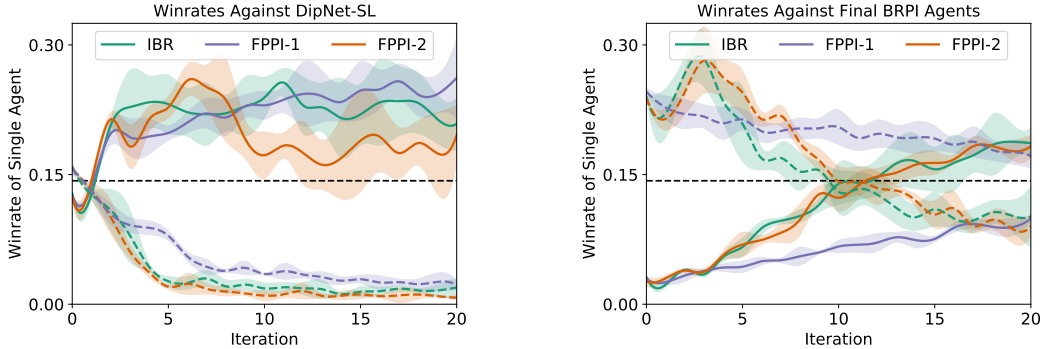 Winrates Against DipNet-SL
IBR FPPI-1 FPPI-2
Winrate of Single Agent
0.30
0.15
0.00
0 5 10 15 20
Iteration
Winrates Against Final BRPI Agents
IBR FPPI-1 FPPI-2
Winrate of Single Agent
0.30
0.15
0.00
0 5 10 15 20
Iteration